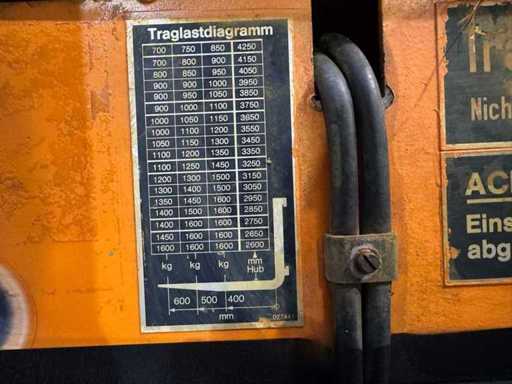 Traglastdiagramm
700 750 850 4250
700 800 900 4150
800 850 950 4050
900 900 1000 3950
900 950 1050 3850
900 1000 1100 3750
1000 1050 1150 3650
1000 1100 1200 3550
1050 1150 1300 3450
1100 1200 1350 3350
1100 1250 1450 3250
1200 1300 1500 3150
1300 1400 1500 3050
1350 1450 1600 2950
1400 1500 1600 2850
1400 1600 1600 2750
1450 1600 1600 2650
1600 1600 1600 2600
kg kg kg mm
Hub
600 500 400
mm
Nich
Eins
abg